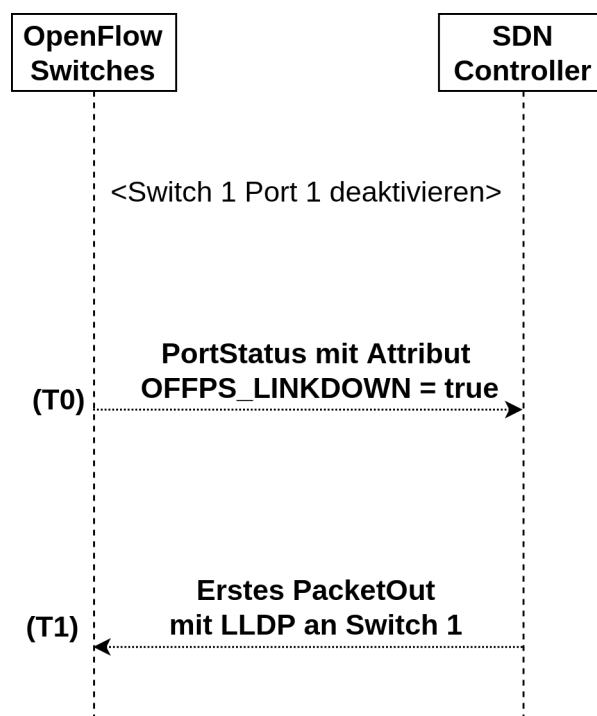 OpenFlow
Switches
SDN
Controller
<Switch 1 Port 1 deaktivieren>
PortStatus mit Attribut
OFFPS_LINKDOWN = true
(T0)
Erstes PacketOut
mit LLDP an Switch 1
(T1)